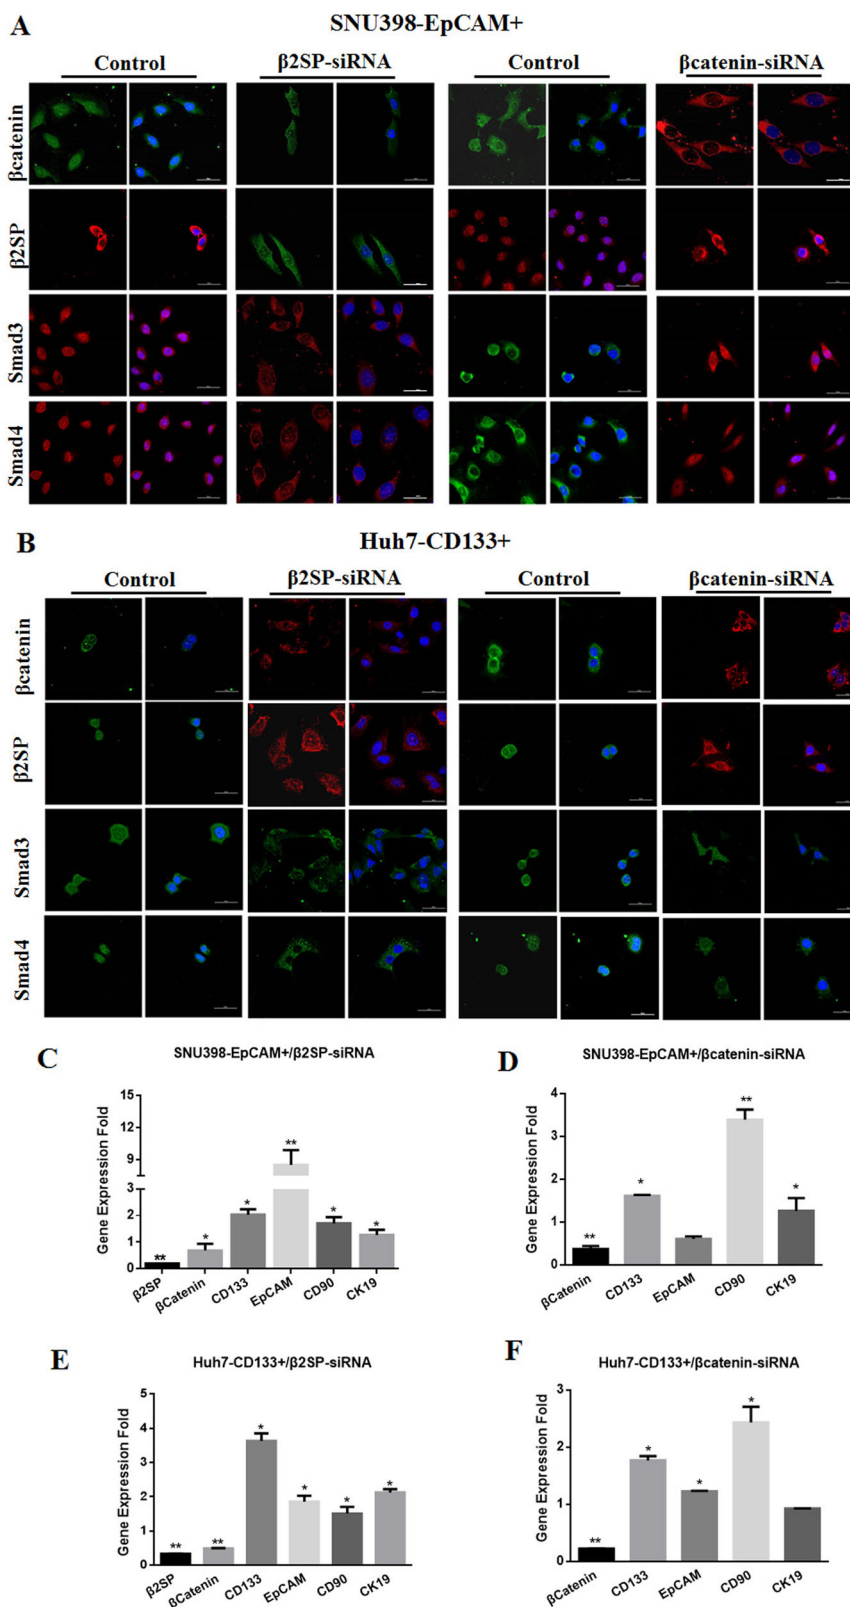 A
SNU398-EpCAM+
Control
β2SP-siRNA
Control
βcatenin-siRNA
βcatenin
β2SP
Smad3
Smad4
B
Huh7-CD133+
Control
β2SP-siRNA
Control
βcatenin-siRNA
βcatenin
β2SP
Smad3
Smad4
C
SNU398-EpCAM+/β2SP-siRNA
Gene Expression Fold
15
12
9
2
1
0
**
*
*
**
*
*
β2SP
βCatenin
CD133
EpCAM
CD90
CK19
D
SNU398-EpCAM+/βcatenin-siRNA
Gene Expression Fold
4
3
2
1
0
**
*
**
*
βCatenin
CD133
EpCAM
CD90
CK19
E
Huh7-CD133+/β2SP-siRNA
Gene Expression Fold
5
4
3
2
1
0
**
**
*
*
*
*
β2SP
βCatenin
CD133
EpCAM
CD90
CK19
F
Huh7-CD133+/βcatenin-siRNA
Gene Expression Fold
3
2
1
0
**
*
*
*
βCatenin
CD133
EpCAM
CD90
CK19